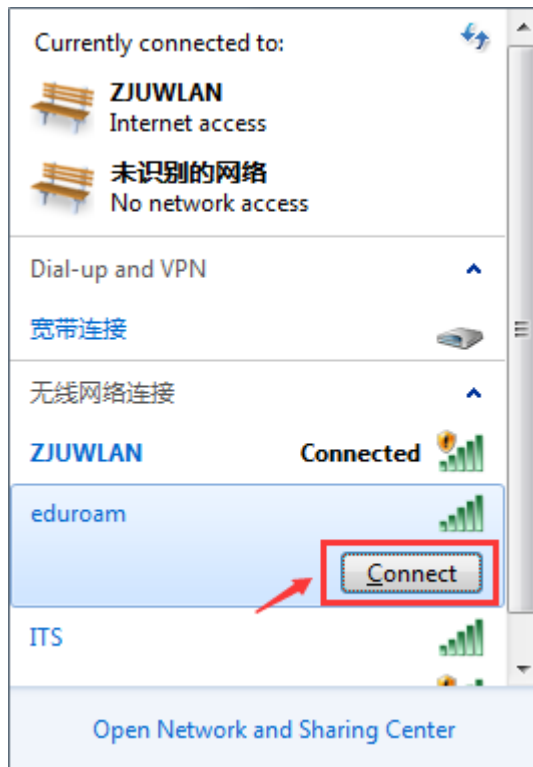 Currently connected to:
ZJUWLAN
Internet access
未识别的网络
No network access
Dial-up and VPN
宽带连接
无线网络连接
ZJUWLAN Connected
eduroam
Connect
ITS
Open Network and Sharing Center